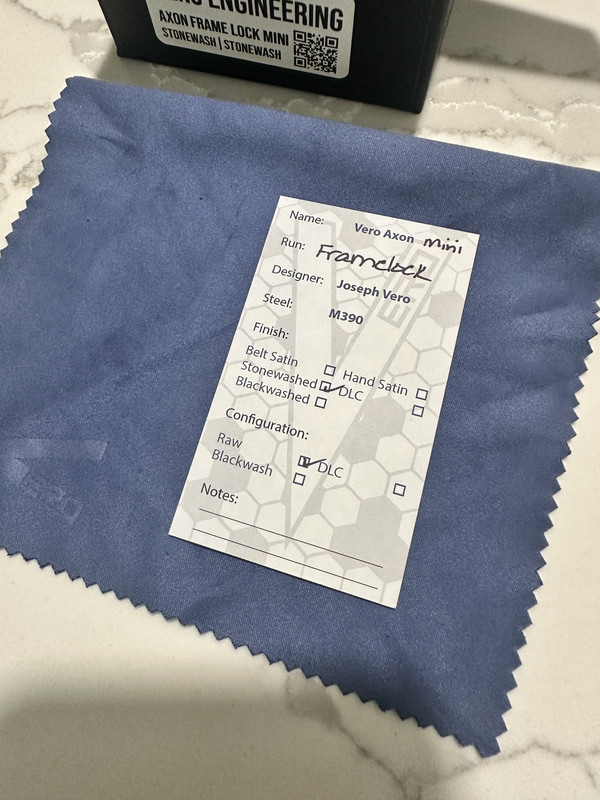 ENGINEERING
AXON FRAME LOCK MINI
STONEWASH | STONEWASH
Name: Vero Axon mini
Run: Framelock
Designer: Joseph Vero
Steel: M390
Finish:
Belt Satin Hand Satin
Stonewashed DLC
Blackwashed
Configuration:
Raw DLC
Blackwash
Notes: